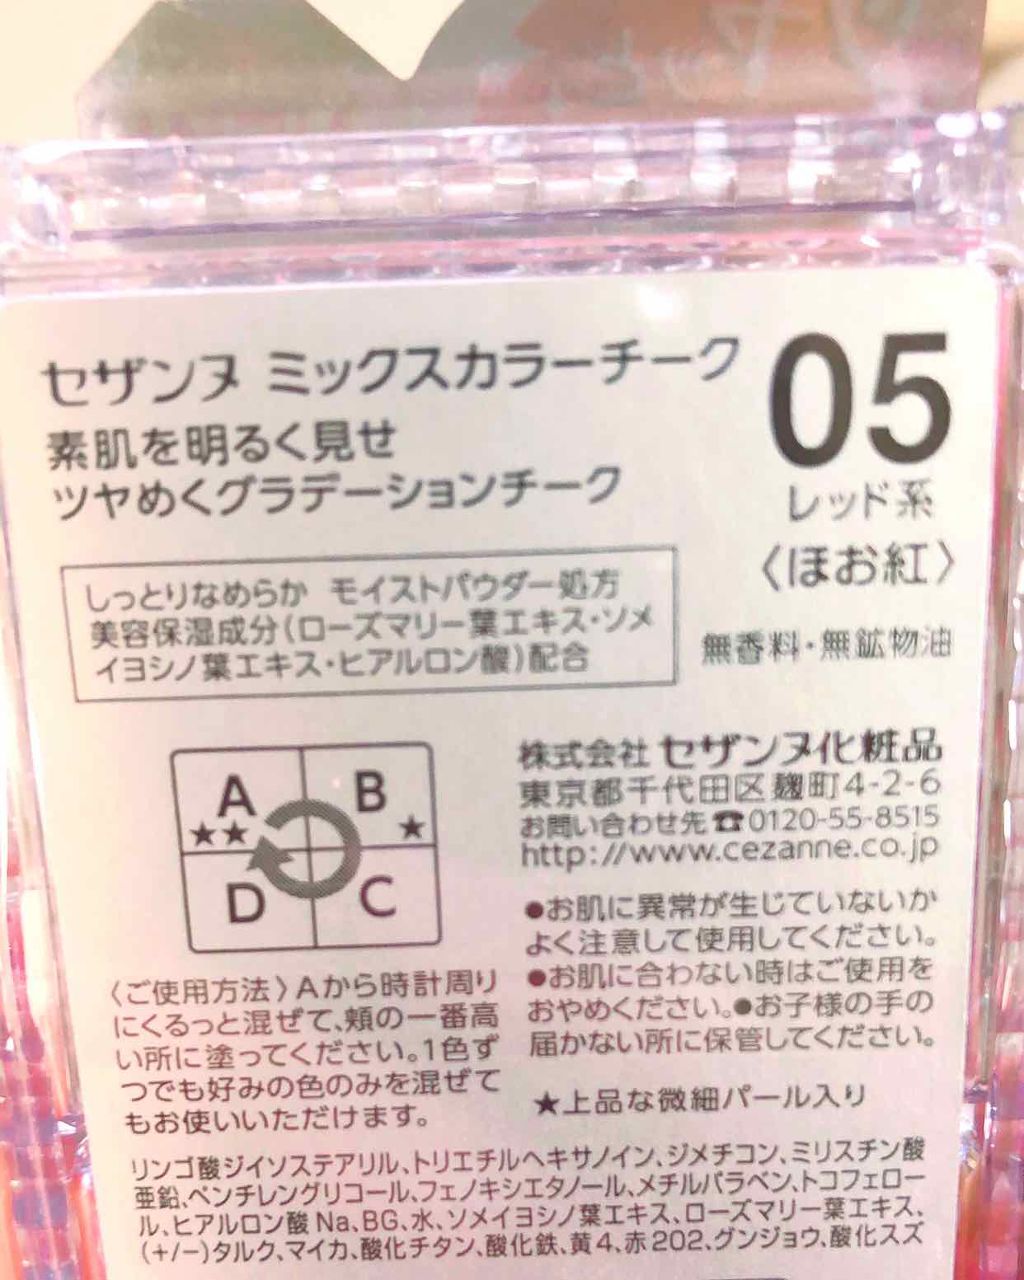 セザンヌ ミックスカラーチーク
05
素肌を明るく見せ
ツヤめくグラデーションチーク
レッド系
〈ほお紅〉
しっとりなめらか モイストパウダー処方
美容保湿成分(ローズマリー葉エキス・ソメ
イヨシノ葉エキス・ヒアルロン酸)配合
無香料・無鉱物油
A
★★
B
★
D
C
株式会社 セザンヌ化粧品
東京都千代田区麹町4-2-6
お問い合わせ先☎0120-55-8515
http://www.cezanne.co.jp
〈ご使用方法〉Aから時計周り
にくるっと混ぜて、頬の一番高
い所に塗ってください。1色ず
つでも好みの色のみを混ぜて
もお使いいただけます。
●お肌に異常が生じていないか
よく注意して使用してください。
●お肌に合わない時はご使用を
おやめください。●お子様の手の
届かない所に保管してください。
★上品な微細パール入り
リンゴ酸ジイソステアリル、トリエチルヘキサノイン、ジメチコン、ミリスチン酸
亜鉛、ペンチレングリコール、フェノキシエタノール、メチルパラベン、トコフェロー
ル、ヒアルロン酸Na、BG、水、ソメイヨシノ葉エキス、ローズマリー葉エキス、
(+/-)タルク、マイカ、酸化チタン、酸化鉄、黄4、赤202、グンジョウ、酸化スズ